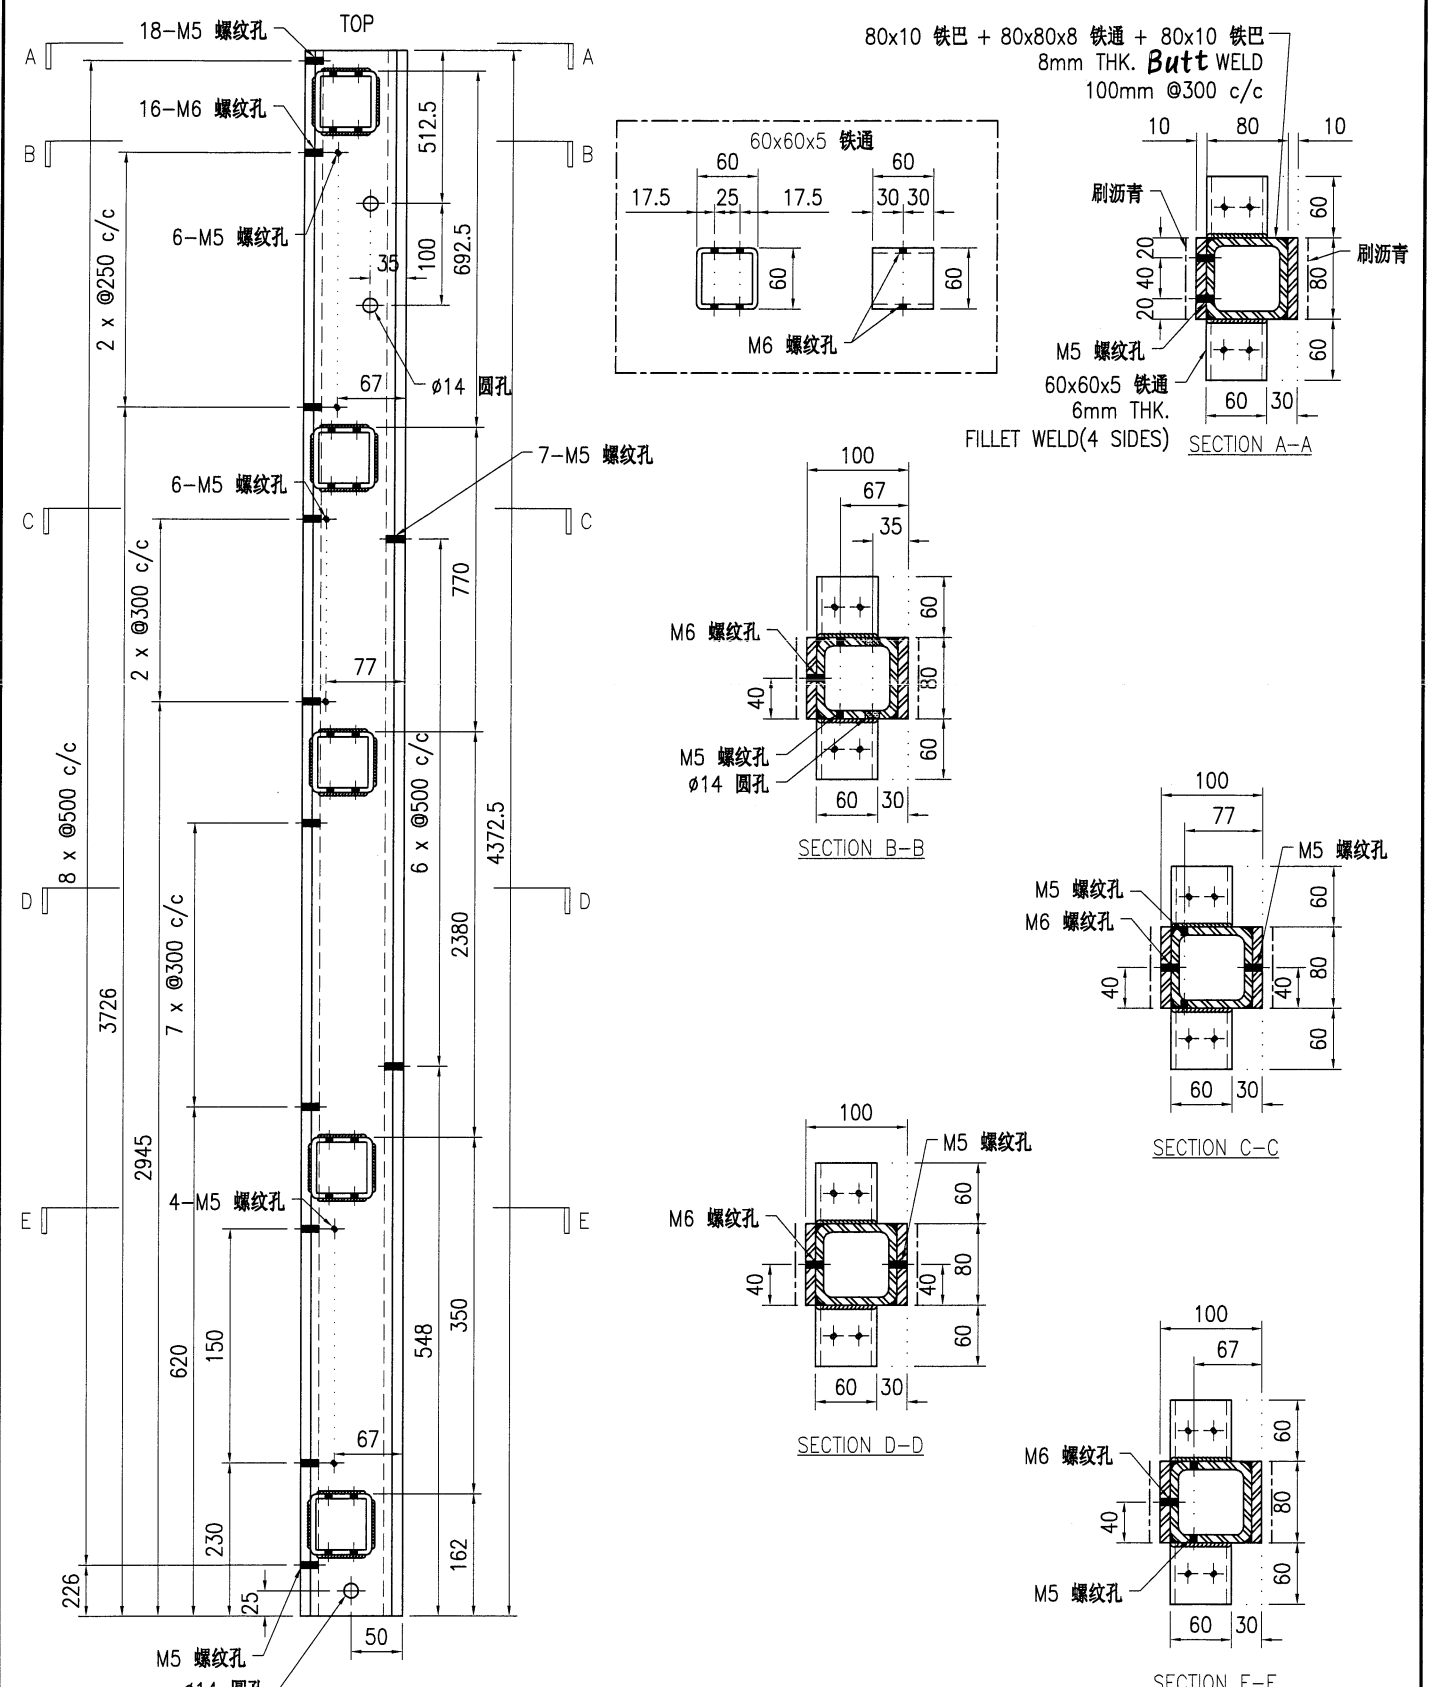 TOP
18-M5 螺纹孔
A
A
16-M6 螺纹孔
B
B
6-M5 螺纹孔
2 x @250 c/c
512.5
692.5
100
35
67
ø14 圆孔
7-M5 螺纹孔
6-M5 螺纹孔
C
C
2 x @300 c/c
770
77
8 x @500 c/c
6 x @500 c/c
4372.5
D
D
7 x @300 c/c
2380
3726
2945
4-M5 螺纹孔
E
E
150
620
350
548
67
230
162
226
25
50
M5 螺纹孔
ø14 圆孔
60x60x5 铁通
60
60
17.5
25
17.5
30
30
60
60
M6 螺纹孔
80x10 铁巴 + 80x80x8 铁通 + 80x10 铁巴
8mm THK. Butt WELD
100mm @300 c/c
10
80
10
刷沥青
60
20
40
20
80
刷沥青
M5 螺纹孔
60
60x60x5 铁通
6mm THK.
60
30
FILLET WELD(4 SIDES)
SECTION A-A
100
67
35
60
M6 螺纹孔
40
80
M5 螺纹孔
ø14 圆孔
60
60
30
SECTION B-B
100
77
M5 螺纹孔
M5 螺纹孔
M6 螺纹孔
60
40
40
80
60
60
30
SECTION C-C
100
M5 螺纹孔
60
M6 螺纹孔
40
40
80
60
60
30
SECTION D-D
100
67
60
M6 螺纹孔
40
80
M5 螺纹孔
60
60
30
SECTION E-E